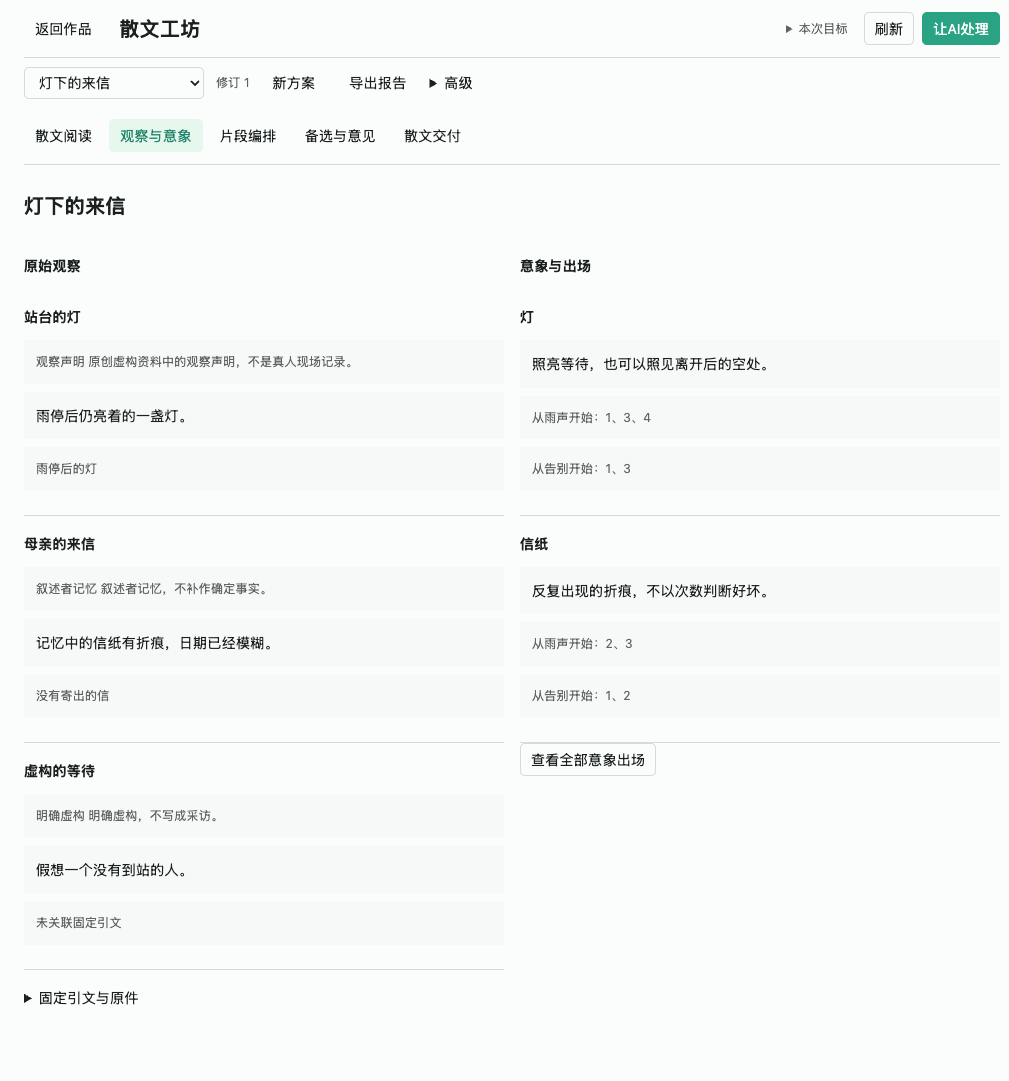 返回作品
散文工坊
本次目标
刷新
让AI处理
灯下的来信
修订 1
新方案
导出报告
高级
散文阅读
观察与意象
片段编排
备选与意见
散文交付
灯下的来信
原始观察
站台的灯
观察声明 原创虚构资料中的观察声明，不是真人现场记录。
雨停后仍亮着的一盏灯。
雨停后的灯
母亲的来信
叙述者记忆 叙述者记忆，不补作确定事实。
记忆中的信纸有折痕，日期已经模糊。
没有寄出的信
虚构的等待
明确虚构 明确虚构，不写成采访。
假想一个没有到站的人。
未关联固定引文
固定引文与原件
意象与出场
灯
照亮等待，也可以照见离开后的空处。
从雨声开始：1、3、4
从告别开始：1、3
信纸
反复出现的折痕，不以次数判断好坏。
从雨声开始：2、3
从告别开始：1、2
查看全部意象出场